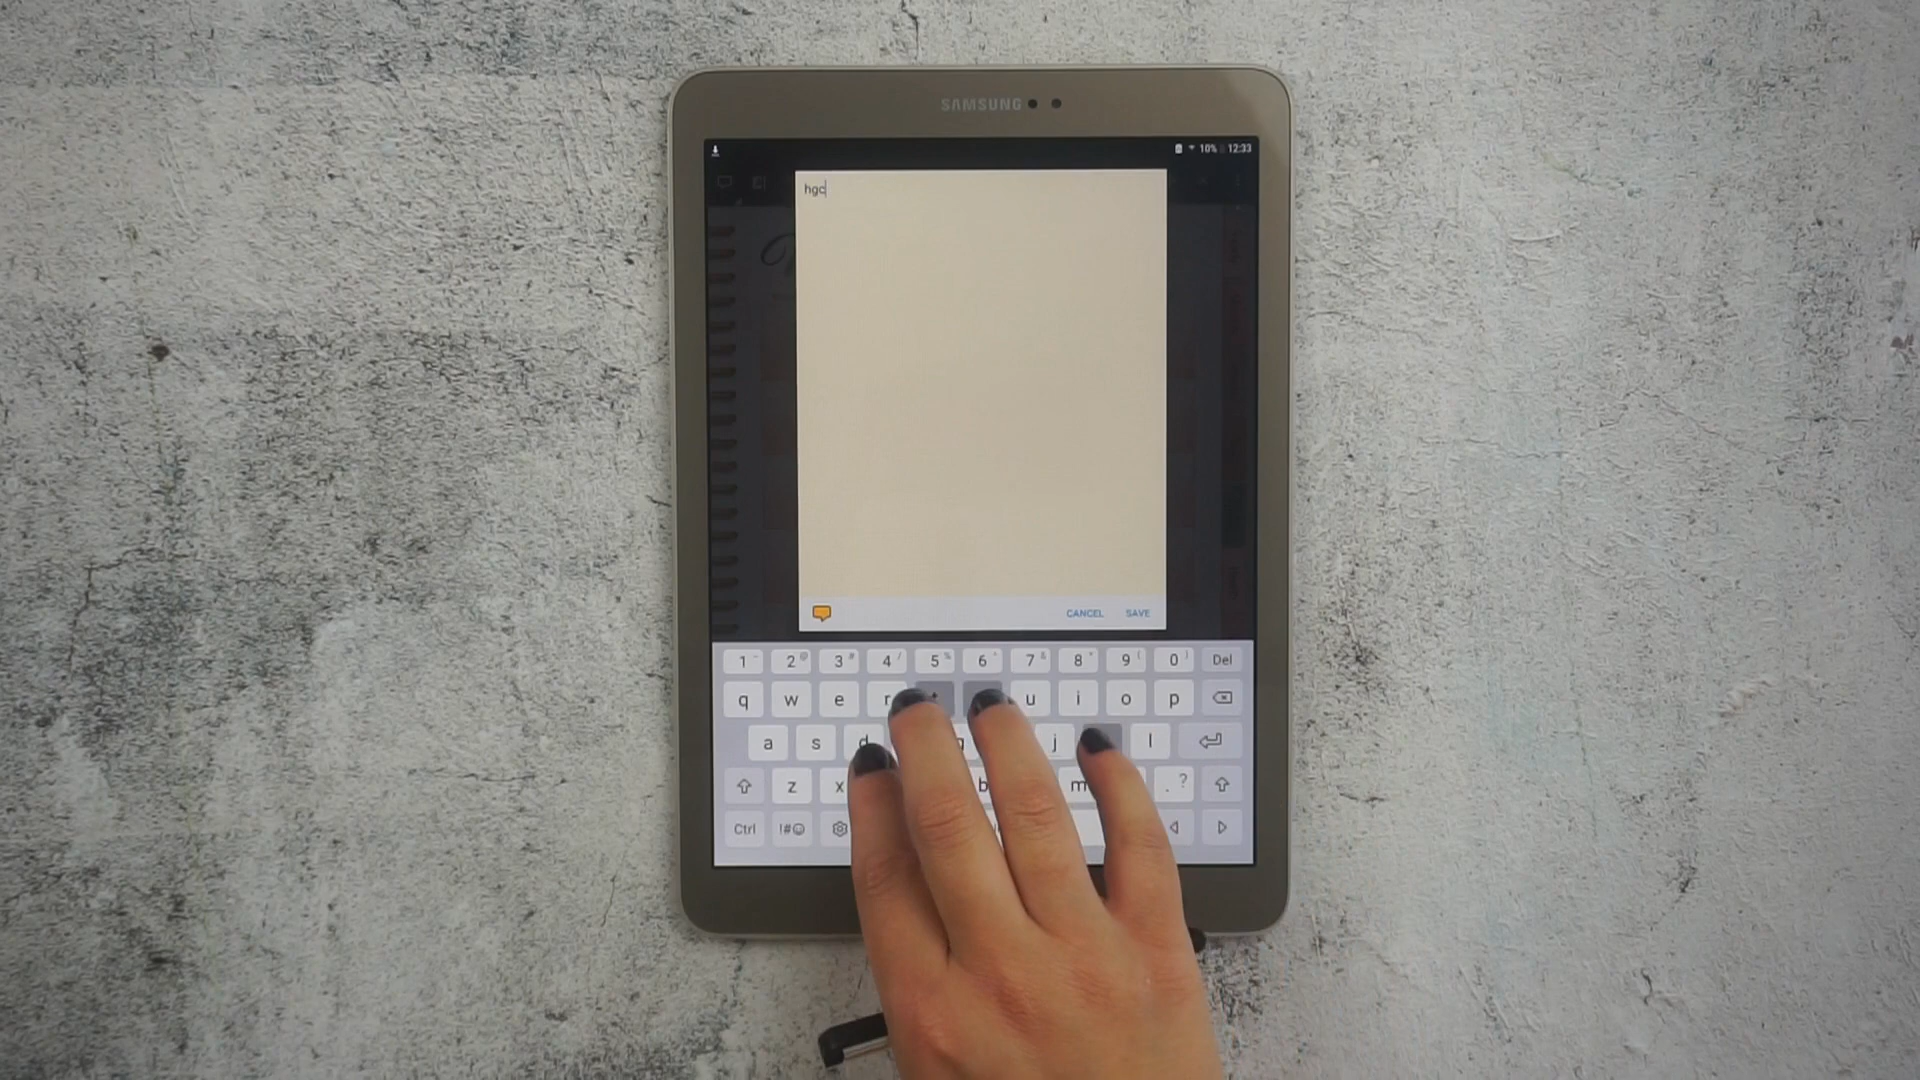 SAMSUNG
10% 12:33
hgc
CANCEL SAVE
1 2 @ 3 # 4 / 5 % 6 ^ 7 & 8 * 9 ( 0 ) Del
q w e r t u i o p
a s d g j l
z x b m . ?
Ctrl !#☺